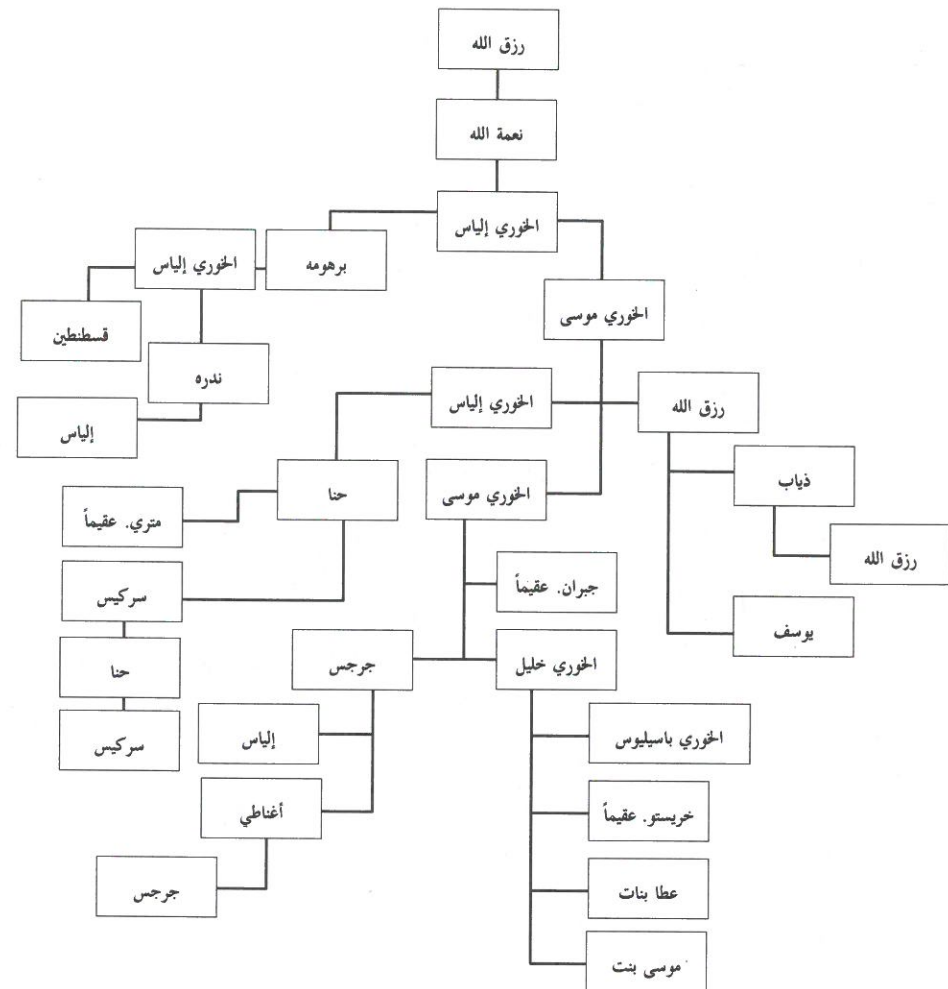 رزق الله
نعمة الله
الخوري إلياس
برهومه
الخوري إلياس
قسطنطين
الخوري موسى
ندره
الخوري إلياس
رزق الله
إلياس
حنا
الخوري موسى
ذياب
متري. عقيماً
رزق الله
جبران. عقيماً
سركيس
يوسف
جرجس
الخوري خليل
حنا
إلياس
الخوري باسيليوس
سركيس
أغناطي
خريستو. عقيماً
جرجس
عطا بنات
موسى بنت